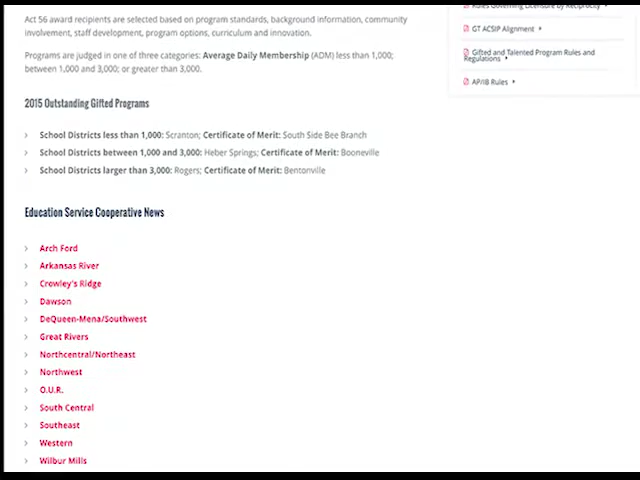 Act 56 award recipients are selected based on program standards, background information, community
involvement, staff development, program options, curriculum and innovation.
Programs are judged in one of three categories: Average Daily Membership (ADM) less than 1,000;
between 1,000 and 3,000; or greater than 3,000.
2015 Outstanding Gifted Programs
School Districts less than 1,000: Scranton; Certificate of Merit: South Side Bee Branch
School Districts between 1,000 and 3,000: Heber Springs; Certificate of Merit: Booneville
School Districts larger than 3,000: Rogers; Certificate of Merit: Bentonville
Education Service Cooperative News
Arch Ford
Arkansas River
Crowley's Ridge
Dawson
DeQueen-Mena/Southwest
Great Rivers
Northcentral/Northeast
Northwest
O.U.R.
South Central
Southeast
Western
Wilbur Mills
Rules Governing Licensure by Reciprocity
GT ACSIP Alignment
Gifted and Talented Program Rules and
Regulations
AP/IB Rules